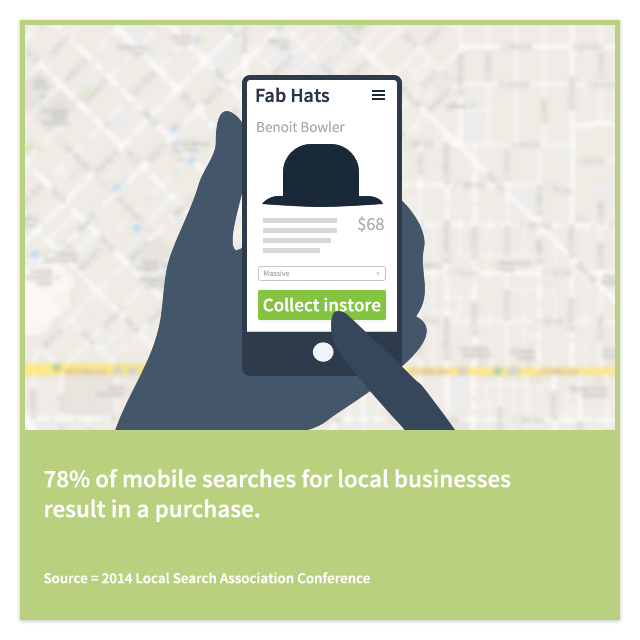 Fab Hats
Benoit Bowler
$68
Massive
Collect instore
78% of mobile searches for local businesses
result in a purchase.
Source = 2014 Local Search Association Conference